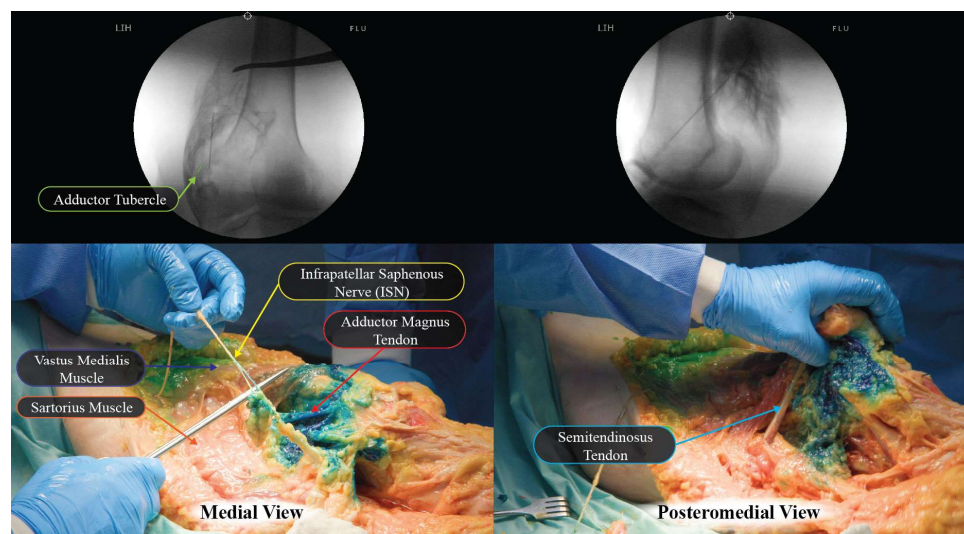 LIH
FLU
LIH
FLU
Adductor Tubercle
Infrapatellar Saphenous
Nerve (ISN)
Adductor Magnus
Tendon
Vastus Medialis
Muscle
Sartorius Muscle
Semitendinosus
Tendon
Medial View
Posteromedial View